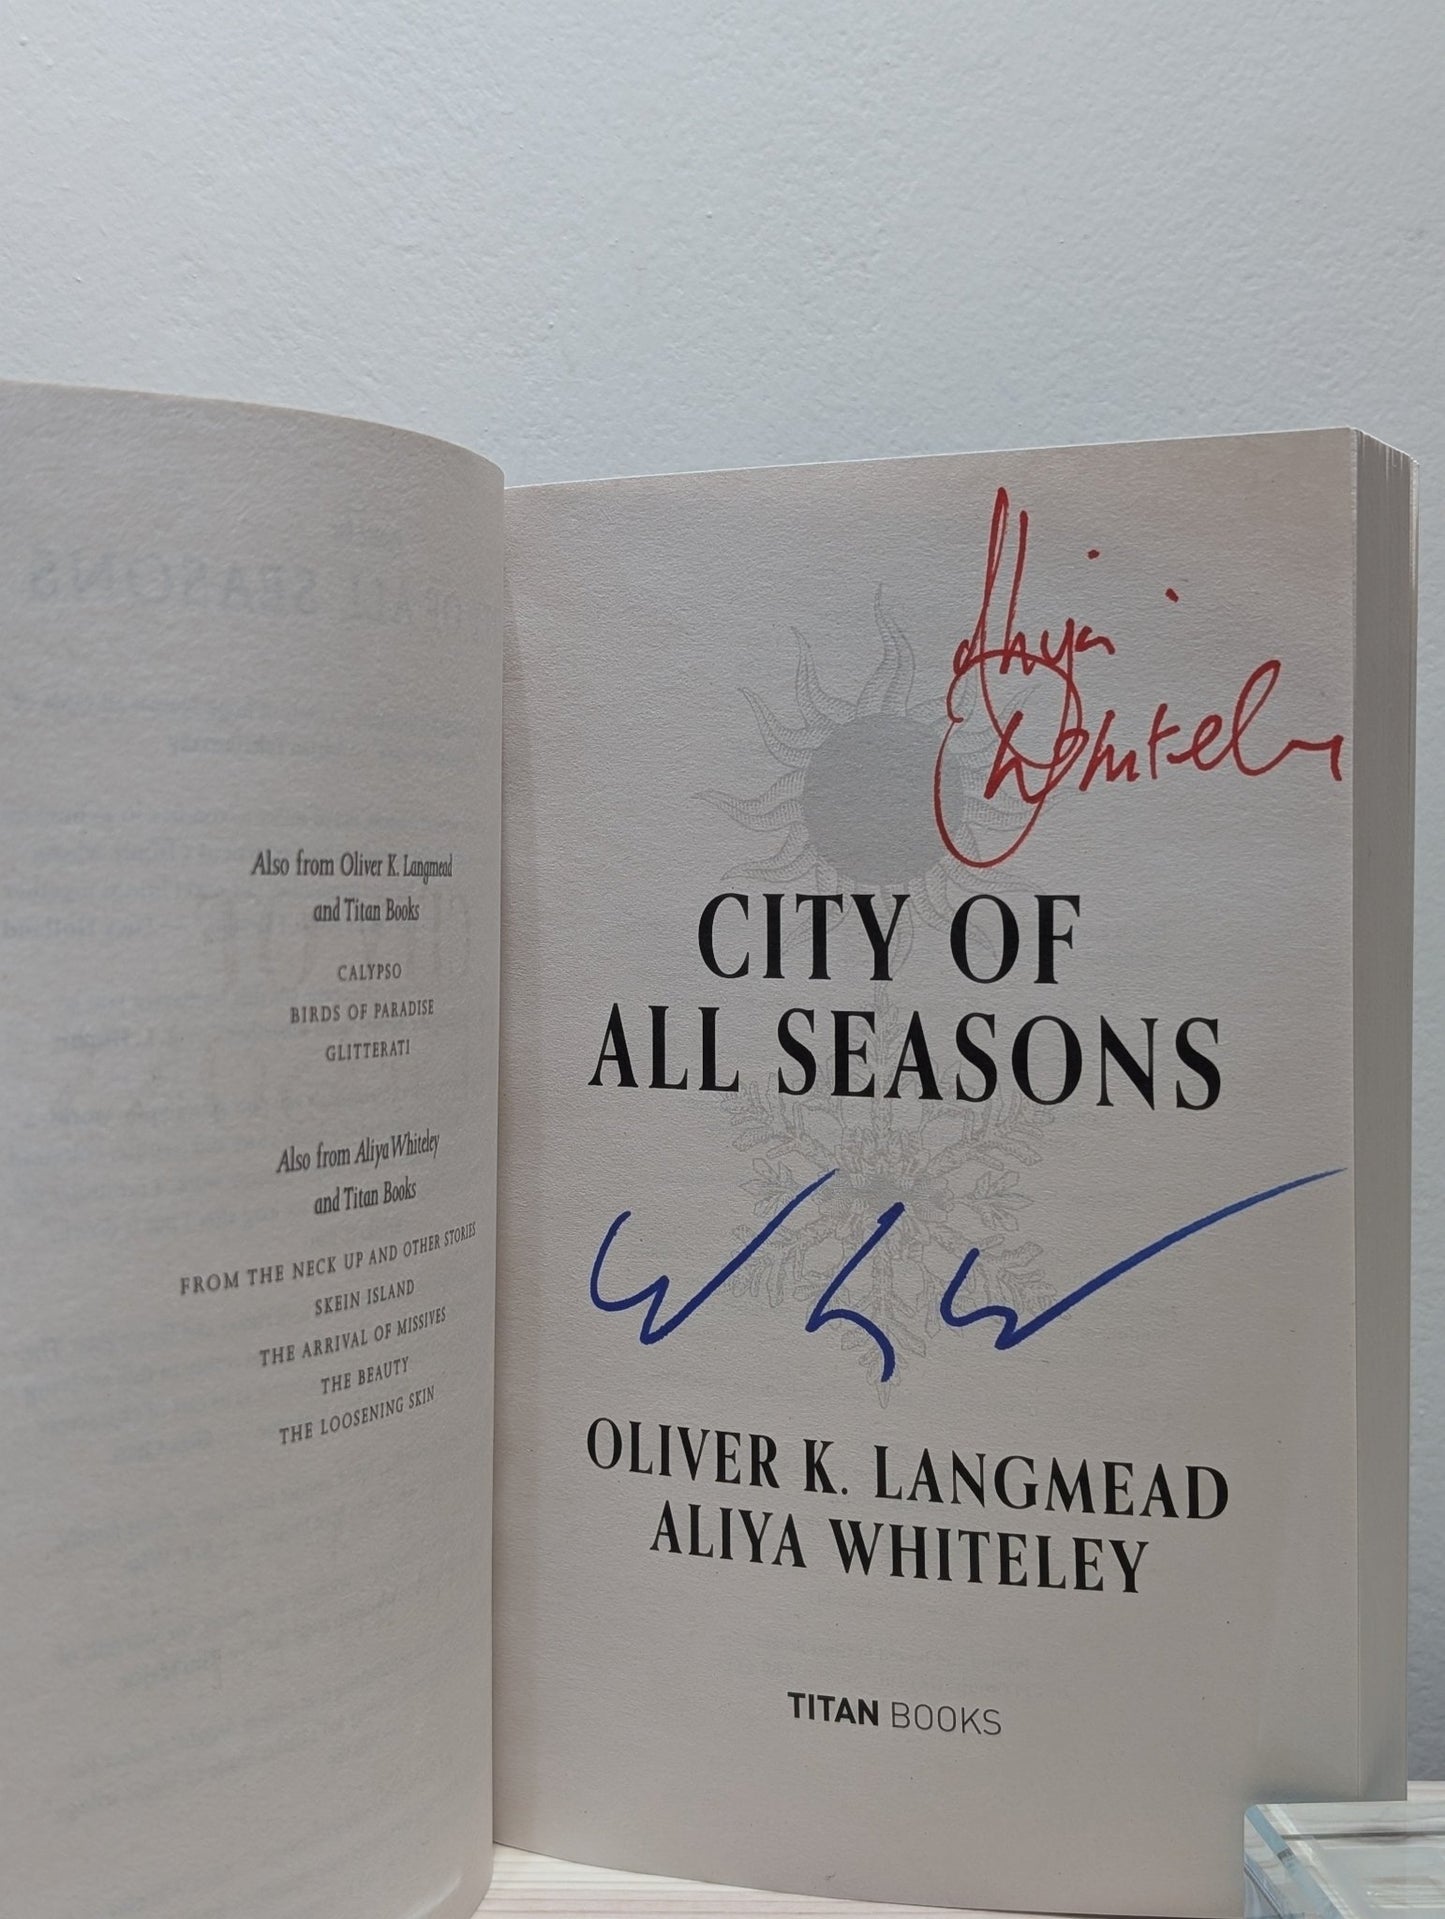 Also from Oliver K. Langmead
and Titan Books
CALYPSO
BIRDS OF PARADISE
GLITTERATI
Also from Aliya Whiteley
and Titan Books
FROM THE NECK UP AND OTHER STORIES
SKEIN ISLAND
THE ARRIVAL OF MISSIVES
THE BEAUTY
THE LOOSENING SKIN
Aliya
Whiteley
CITY OF
ALL SEASONS
OLIVER K. LANGMEAD
ALIYA WHITELEY
TITAN BOOKS